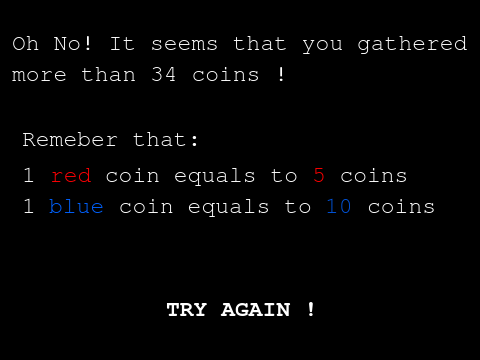 Oh No! It seems that you gathered
more than 34 coins !
Remeber that:
1 red coin equals to 5 coins
1 blue coin equals to 10 coins
TRY AGAIN !